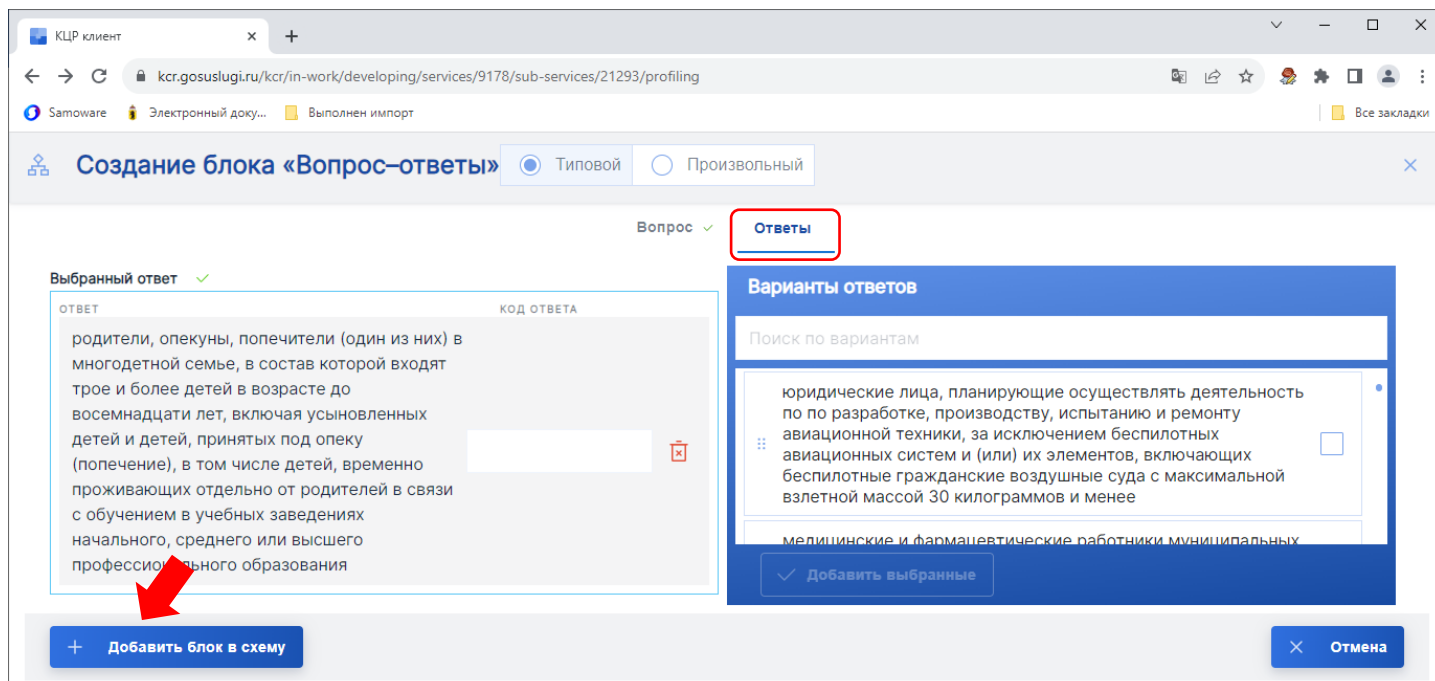 КЦР клиент
kcr.gosuslugi.ru/kcr/in-work/developing/services/9178/sub-services/21293/profiling
Samoware
Электронный доку...
Выполнен импорт
Все закладки
Создание блока «Вопрос–ответы»
Типовой
Произвольный
Вопрос
Ответы
Выбранный ответ
ОТВЕТ
КОД ОТВЕТА
родители, опекуны, попечители (один из них) в
многодетной семье, в состав которой входят
трое и более детей в возрасте до
восемнадцати лет, включая усыновленных
детей и детей, принятых под опеку
(попечение), в том числе детей, временно
проживающих отдельно от родителей в связи
с обучением в учебных заведениях
начального, среднего или высшего
профессионального образования
Варианты ответов
Поиск по вариантам
юридические лица, планирующие осуществлять деятельность
по по разработке, производству, испытанию и ремонту
авиационной техники, за исключением беспилотных
авиационных систем и (или) их элементов, включающих
беспилотные гражданские воздушные суда с максимальной
взлетной массой 30 килограммов и менее
медицинские и фармацевтические работники муниципальных
Добавить выбранные
Добавить блок в схему
Отмена